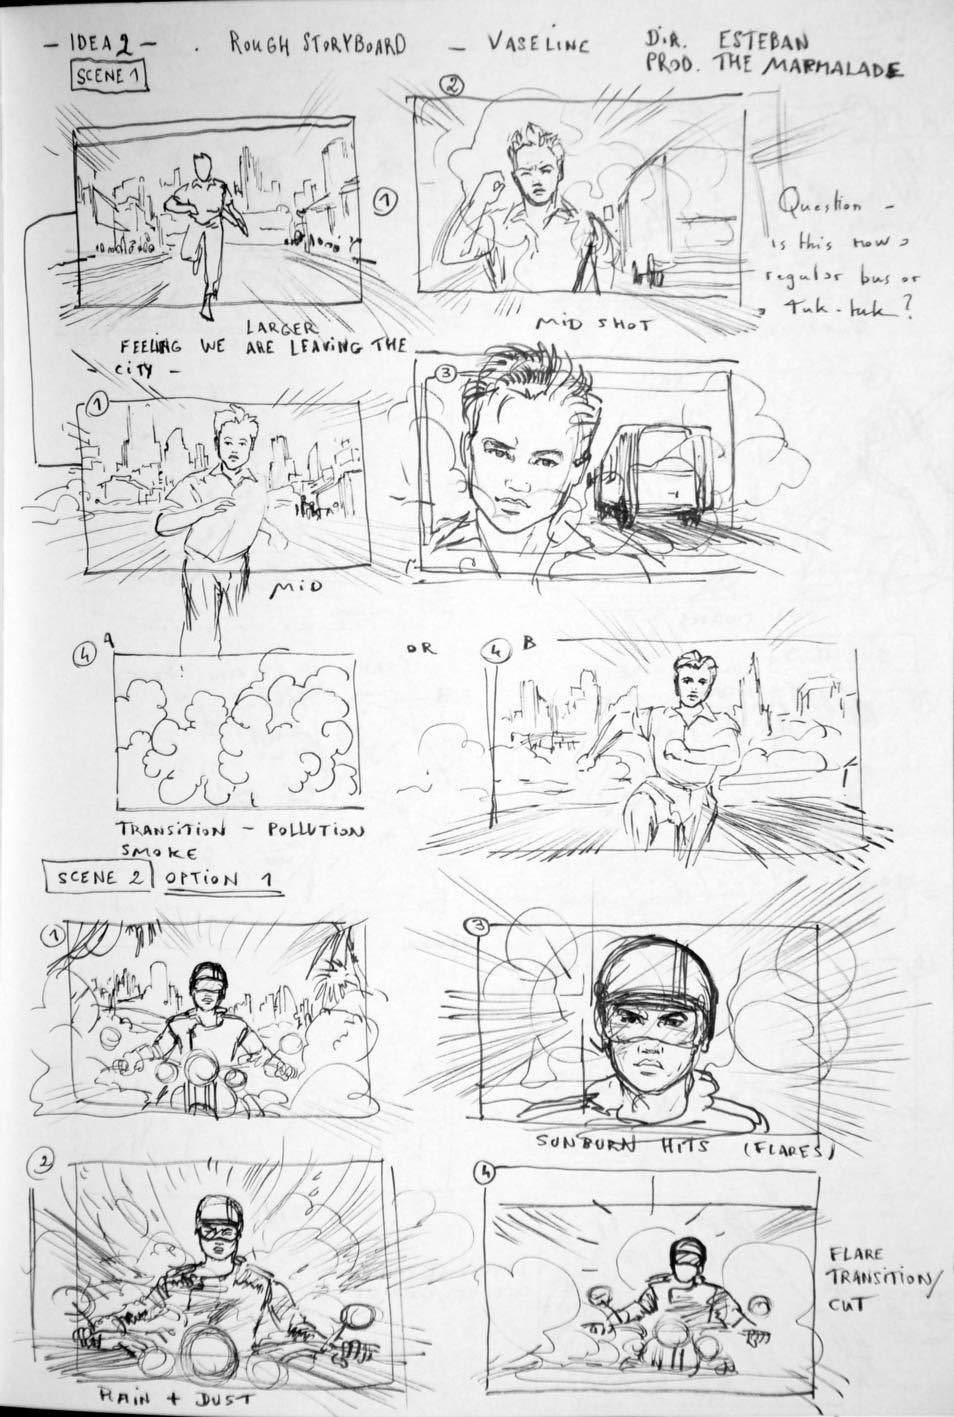 - IDEA 2 - . ROUGH STORYBOARD - VASELINE
DiR. ESTEBAN
PROD. THE MARMALADE
SCENE 1
1
LARGER
FEELING WE ARE LEAVING THE
CITY -
2
MID SHOT
Question -
is this now a
regular bus or
tuk-tuk?
1
MiD
3
4 A
OR
4 B
TRANSITION - POLLUTION
SMOKE
SCENE 2 OPTION 1
1
3
SUNBURN HITS (FLARES)
2
RAIN + DUST
4
FLARE
TRANSITION/
CUT